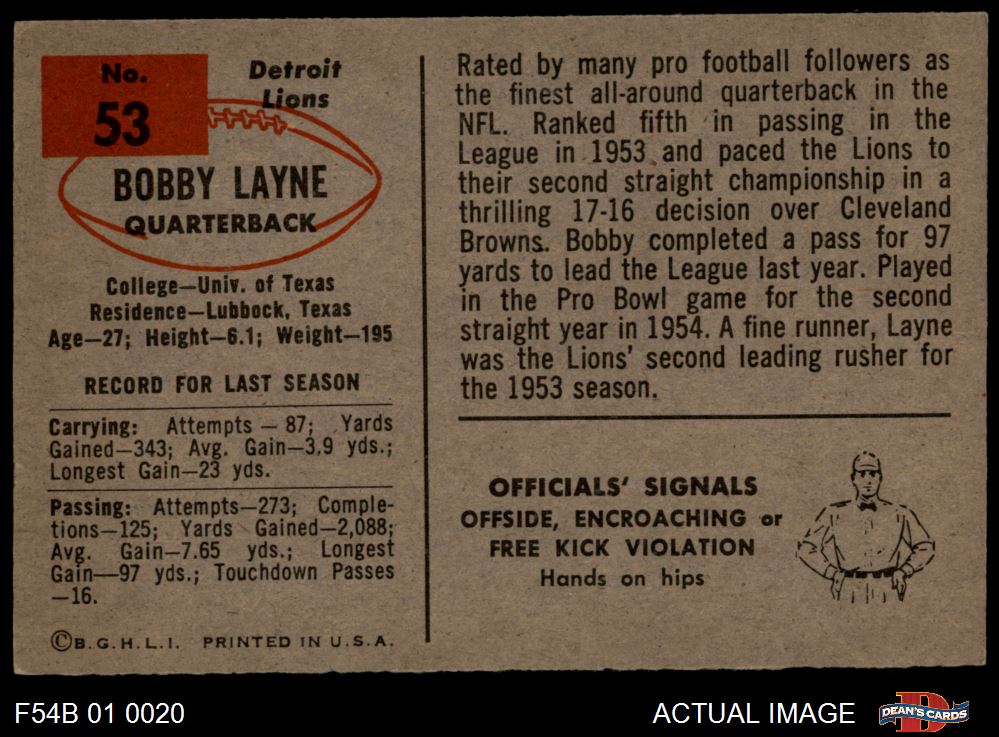 No.
53
Detroit
Lions
BOBBY LAYNE
QUARTERBACK
College—Univ. of Texas
Residence—Lubbock, Texas
Age—27; Height—6.1; Weight—195
RECORD FOR LAST SEASON
Carrying: Attempts — 87; Yards
Gained—343; Avg. Gain—3.9 yds.;
Longest Gain—23 yds.
Passing: Attempts—273; Comple-
tions—125; Yards Gained—2,088;
Avg. Gain—7.65 yds.; Longest
Gain—97 yds.; Touchdown Passes
—16.
©B.G.H.L.I. PRINTED IN U.S.A.
Rated by many pro football followers as
the finest all-around quarterback in the
NFL. Ranked fifth in passing in the
League in 1953 and paced the Lions to
their second straight championship in a
thrilling 17-16 decision over Cleveland
Browns. Bobby completed a pass for 97
yards to lead the League last year. Played
in the Pro Bowl game for the second
straight year in 1954. A fine runner, Layne
was the Lions' second leading rusher for
the 1953 season.
OFFICIALS' SIGNALS
OFFSIDE, ENCROACHING or
FREE KICK VIOLATION
Hands on hips
F54B 01 0020
ACTUAL IMAGE
DEAN'S CARDS